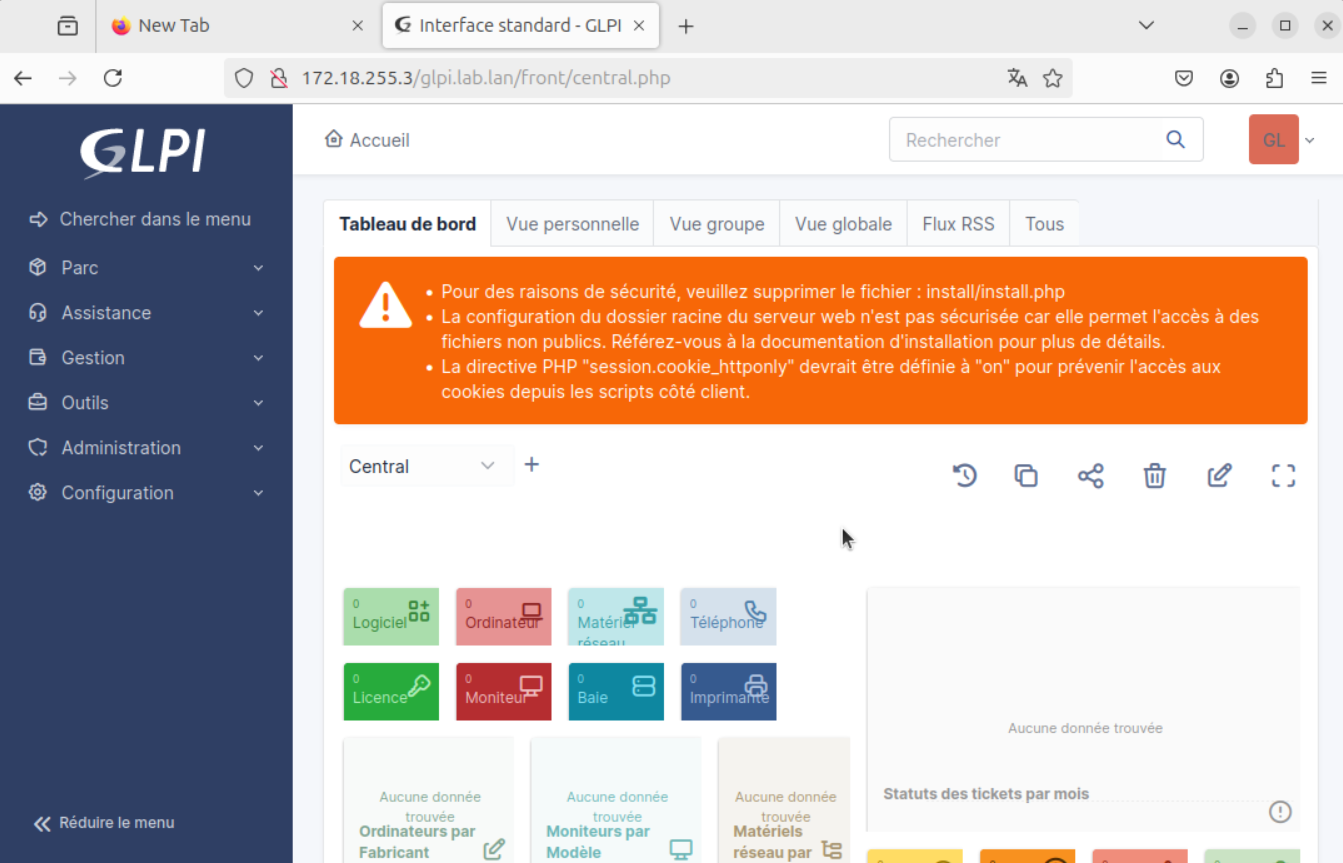 New Tab
Interface standard - GLPI
172.18.255.3/glpi.lab.lan/front/central.php
GLPI
Accueil
Rechercher
GL
Chercher dans le menu
Parc
Assistance
Gestion
Outils
Administration
Configuration
Réduire le menu
Tableau de bord Vue personnelle Vue groupe Vue globale Flux RSS Tous
• Pour des raisons de sécurité, veuillez supprimer le fichier : install/install.php
• La configuration du dossier racine du serveur web n'est pas sécurisée car elle permet l'accès à des
fichiers non publics. Référez-vous à la documentation d'installation pour plus de détails.
• La directive PHP "session.cookie_httponly" devrait être définie à "on" pour prévenir l'accès aux
cookies depuis les scripts côté client.
Central
0
Logiciel
0
Ordinateur
0
Matériel
réseau
0
Téléphone
0
Licence
0
Moniteur
0
Baie
0
Imprimante
Aucune donnée
trouvée
Ordinateurs par
Fabricant
Aucune donnée
trouvée
Moniteurs par
Modèle
Aucune donnée
trouvée
Matériels
réseau par
Aucune donnée trouvée
Statuts des tickets par mois